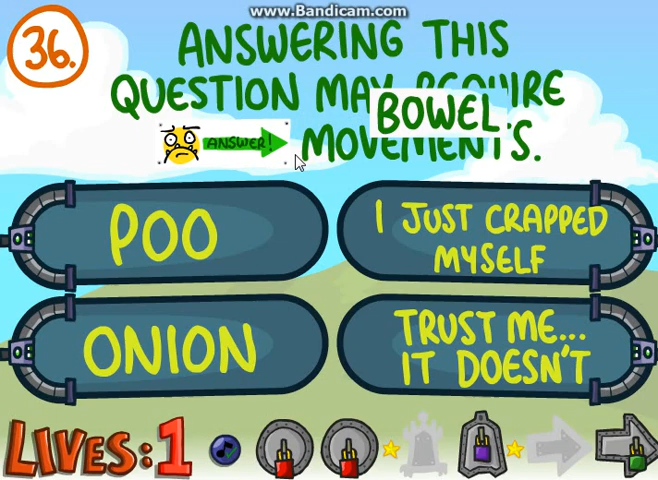 www.Bandicam.com
36.
ANSWERING THIS
QUESTION MAY REQUIRE
BOWEL
ANSWER!
MOVEMENTS.
POO
I JUST CRAPPED
MYSELF
ONION
TRUST ME...
IT DOESN'T
LIVES:1